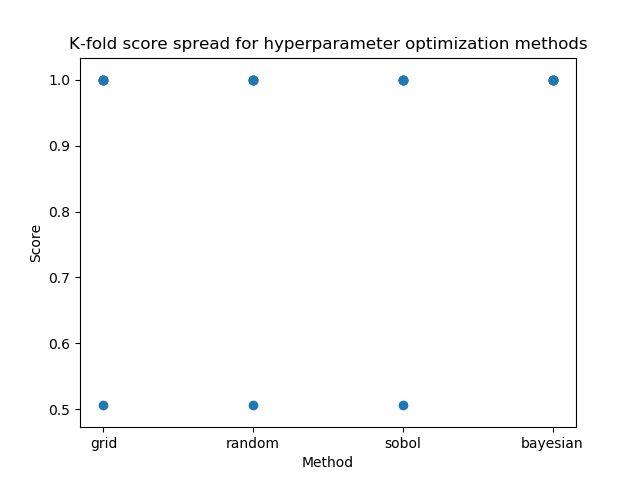 K-fold score spread for hyperparameter optimization methods
1.0
0.9
0.8
0.7
0.6
0.5
Score
grid random sobol bayesian
Method